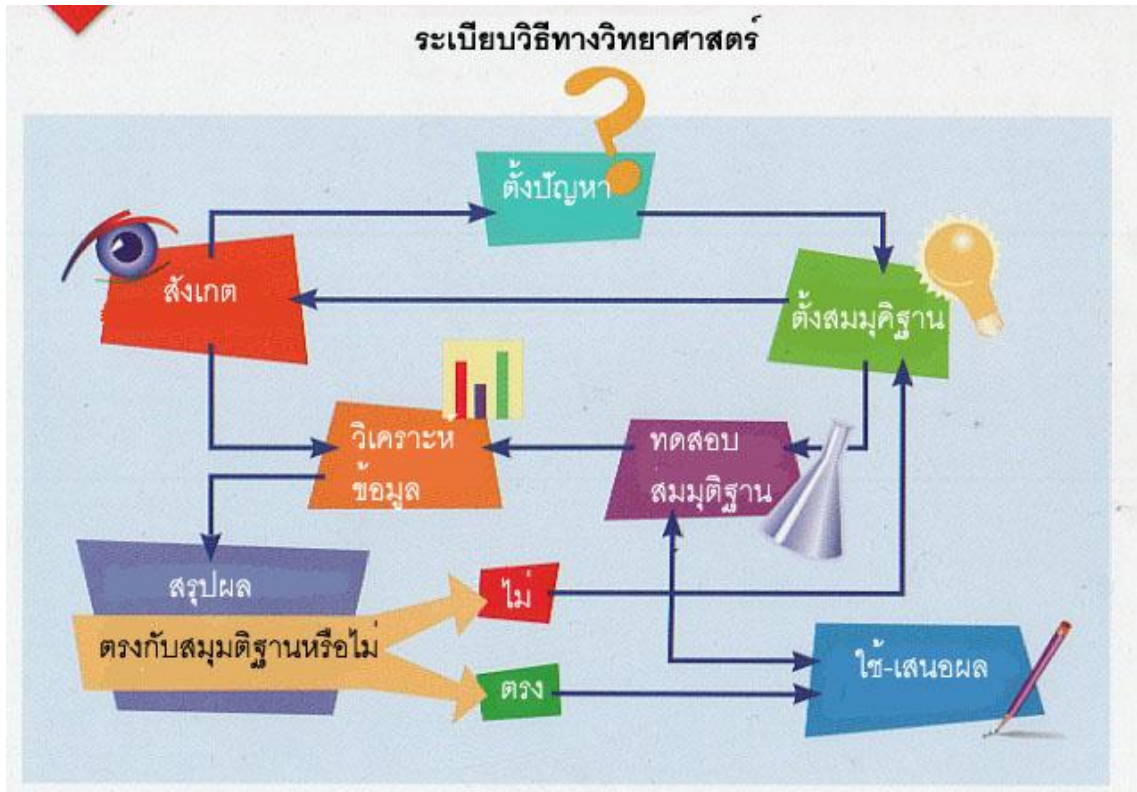 ระเบียบวิธีทางวิทยาศาสตร์
ตั้งปัญหา
สังเกต
ตั้งสมมุคิฐาน
วิเคราะห์
ข้อมูล
ทดสอบ
สมมุติฐาน
สรุปผล
ตรงกับสมุมติฐานหรือไม่
ไม่
ตรง
ใช้-เสนอผล